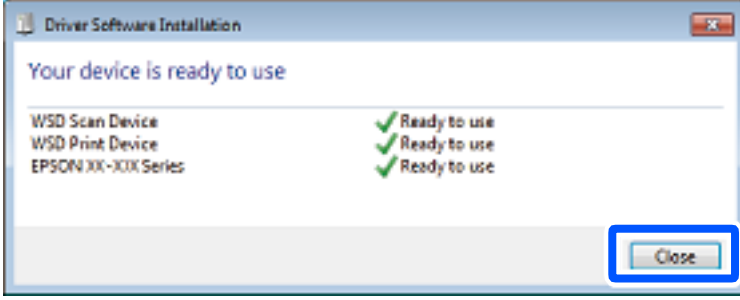 Driver Software Installation
Your device is ready to use
WSD Scan Device Ready to use
WSD Print Device Ready to use
EPSON XX-XXX Series Ready to use
Close